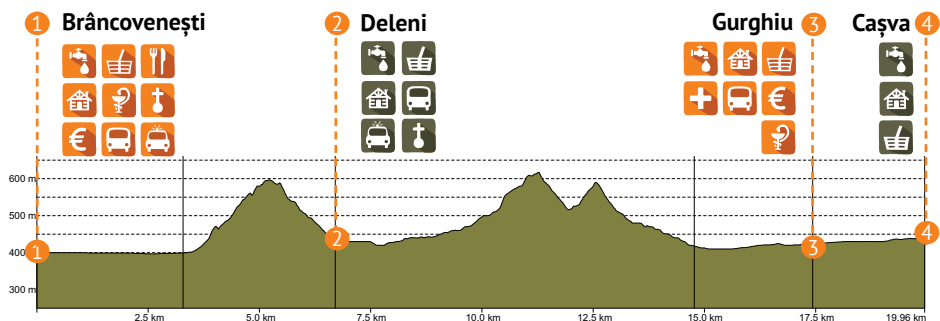 1 Brâncovenești 2 Deleni Gurghiu 3 Cașva 4
€
€
600 m
500 m
400 m
300 m
1 2 3 4
2.5 km 5.0 km 7.5 km 10.0 km 12.5 km 15.0 km 17.5 km 19.96 km